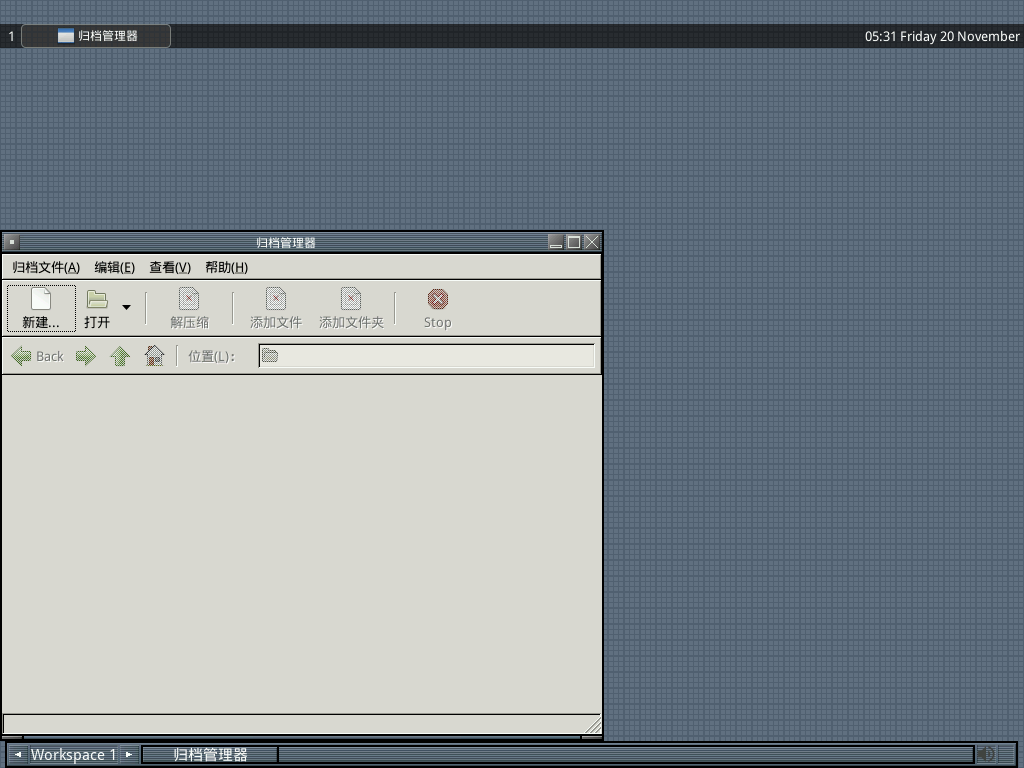 1 归档管理器 05:31 Friday 20 November
归档管理器
归档文件(A) 编辑(E) 查看(V) 帮助(H)
新建... 打开 解压缩 添加文件 添加文件夹 Stop
Back 位置(L)：
Workspace 1 归档管理器